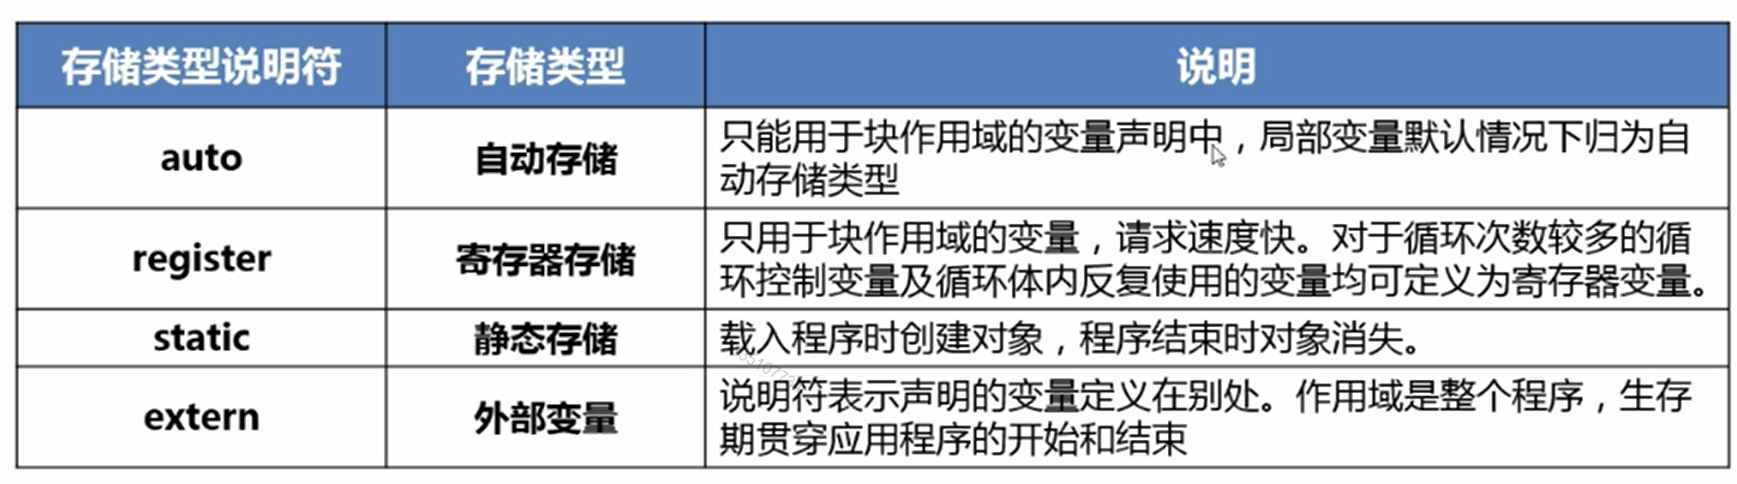 存储类型说明符 存储类型 说明
auto 自动存储 只能用于块作用域的变量声明中，局部变量默认情况下归为自
动存储类型
register 寄存器存储 只用于块作用域的变量，请求速度快。对于循环次数较多的循
环控制变量及循环体内反复使用的变量均可定义为寄存器变量。
static 静态存储 载入程序时创建对象，程序结束时对象消失。
extern 外部变量 说明符表示声明的变量定义在别处。作用域是整个程序，生存
期贯穿应用程序的开始和结束